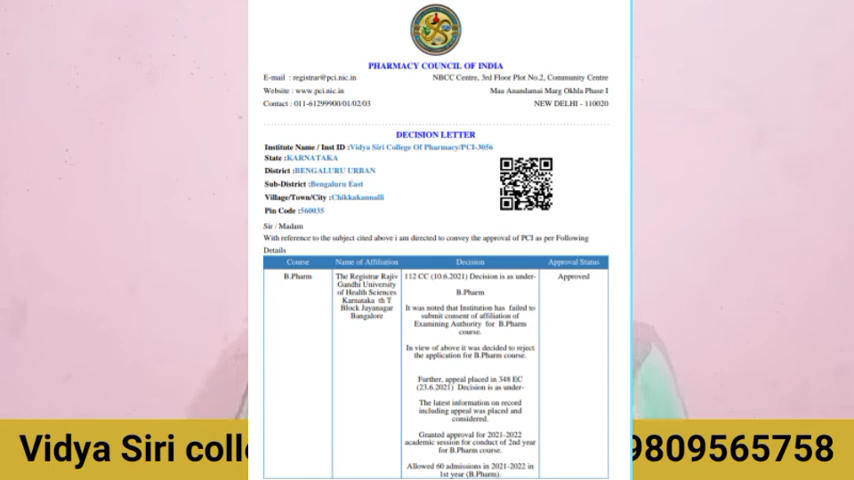 PHARMACY COUNCIL OF INDIA
E-mail : registrar@pci.nic.in
Website : www.pci.nic.in
Contact : 011-61299900/01/02/03
NBCC Centre, 3rd Floor Plot No.2, Community Centre
Maa Anandamai Marg Okhla Phase I
NEW DELHI - 110020
DECISION LETTER
Institute Name / Inst ID :Vidya Siri College Of Pharmacy/PCI-3056
State :KARNATAKA
District :BENGALURU URBAN
Sub-District :Bengaluru East
Village/Town/City :Chikkakannalli
Pin Code :560035
Sir / Madam
With reference to the subject cited above i am directed to convey the approval of PCI as per Following
Details
Course Name of Affiliation Decision Approval Status
B.Pharm
The Registrar Rajiv
Gandhi University
of Health Sciences
Karnataka th T
Block Jayanagar
Bangalore
112 CC (10.6.2021) Decision is as under-
B.Pharm
It was noted that Institution has failed to
submit consent of affiliation of
Examining Authority for B.Pharm
course.
In view of above it was decided to reject
the application for B.Pharm course.
Further, appeal placed in 348 EC
(23.6.2021) Decision is as under-
The latest information on record
including appeal was placed and
considered.
Granted approval for 2021-2022
academic session for conduct of 2nd year
for B.Pharm course.
Allowed 60 admissions in 2021-2022 in
1st year (B.Pharm).
Approved
Vidya Siri colle
9809565758